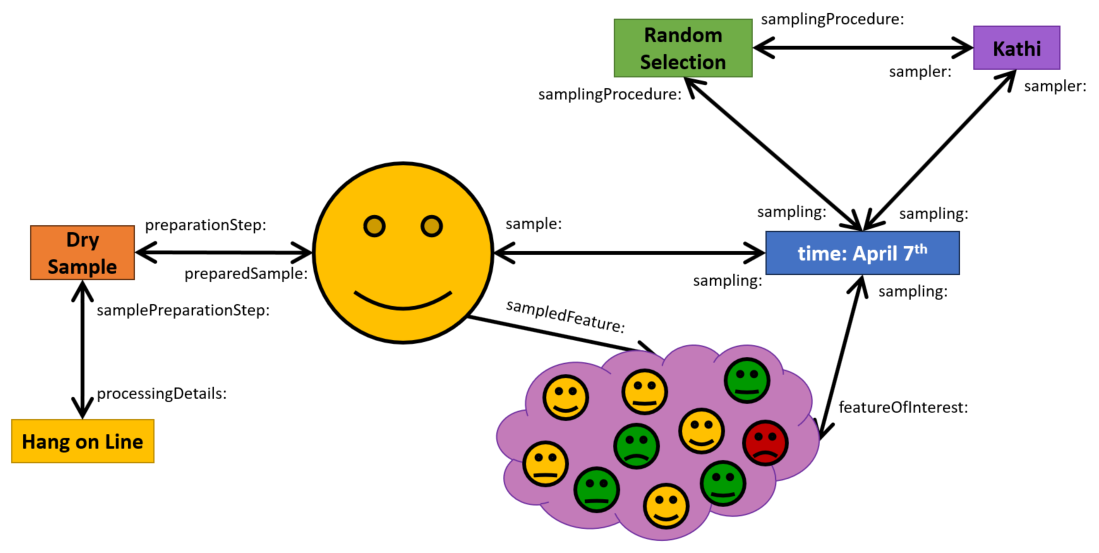 samplingProcedure:
Random
Selection
Kathi
sampler:
samplingProcedure:
sampler:
sampling:
sampling:
preparationStep:
sample:
Dry
Sample
time: April 7th
preparedSample:
sampling:
sampling:
samplePreparationStep:
sampledFeature:
processingDetails:
featureOfInterest:
Hang on Line